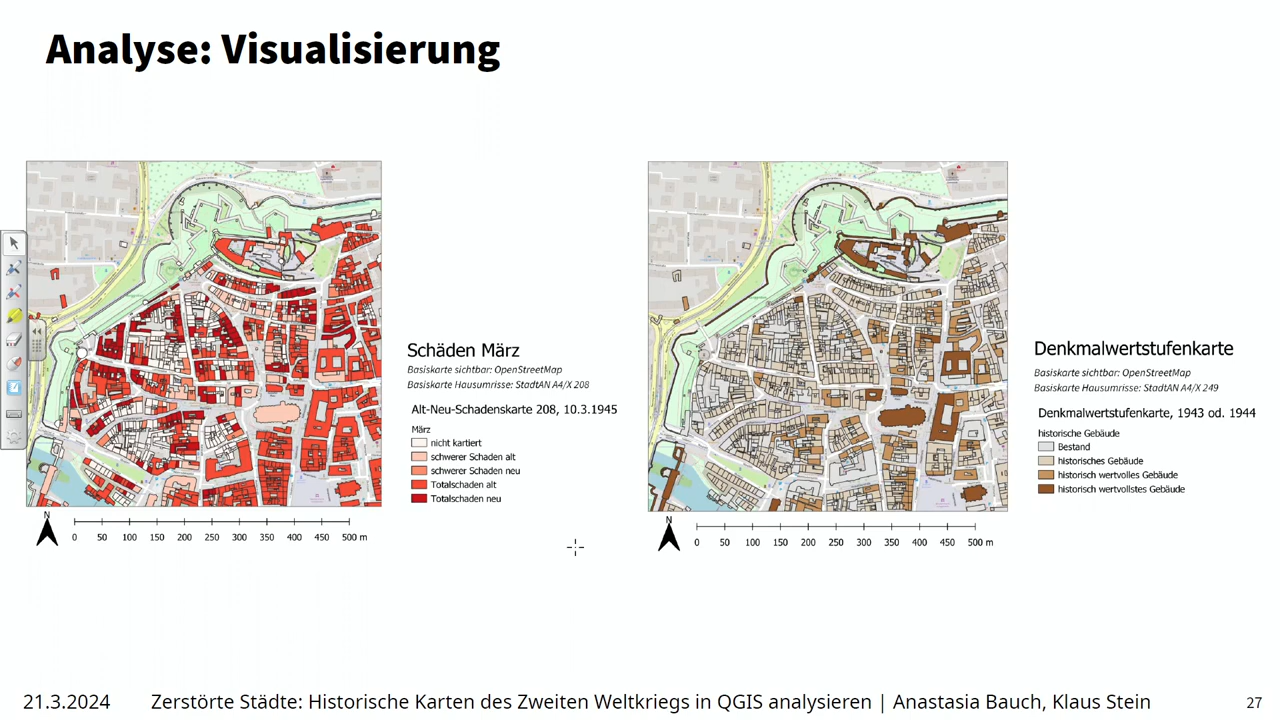 Analyse: Visualisierung
Schäden März
Basiskarte sichtbar: OpenStreetMap
Basiskarte Hausumrisse: StadtAN A4/X 208
Alt-Neu-Schadenskarte 208, 10.3.1945
März
nicht kartiert
schwerer Schaden alt
schwerer Schaden neu
Totalschaden alt
Totalschaden neu
N
0 50 100 150 200 250 300 350 400 450 500 m
Denkmalwertstufenkarte
Basiskarte sichtbar: OpenStreetMap
Basiskarte Hausumrisse: StadtAN A4/X 249
Denkmalwertstufenkarte, 1943 od. 1944
historische Gebäude
Bestand
historisches Gebäude
historisch wertvolles Gebäude
historisch wertvollstes Gebäude
N
0 50 100 150 200 250 300 350 400 450 500 m
21.3.2024 Zerstörte Städte: Historische Karten des Zweiten Weltkriegs in QGIS analysieren | Anastasia Bauch, Klaus Stein 27